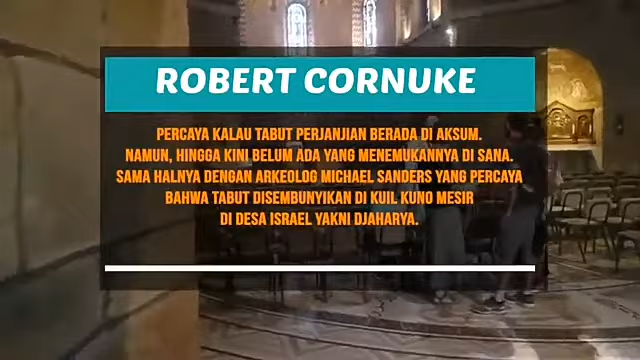 ROBERT CORNUKE
PERCAYA KALAU TABUT PERJANJIAN BERADA DI AKSUM.
NAMUN, HINGGA KINI BELUM ADA YANG MENEMUKANNYA DI SANA.
SAMA HALNYA DENGAN ARKEOLOG MICHAEL SANDERS YANG PERCAYA
BAHWA TABUT DISEMBUNYIKAN DI KUIL KUNO MESIR
DI DESA ISRAEL YAKNI DJAHARYA.